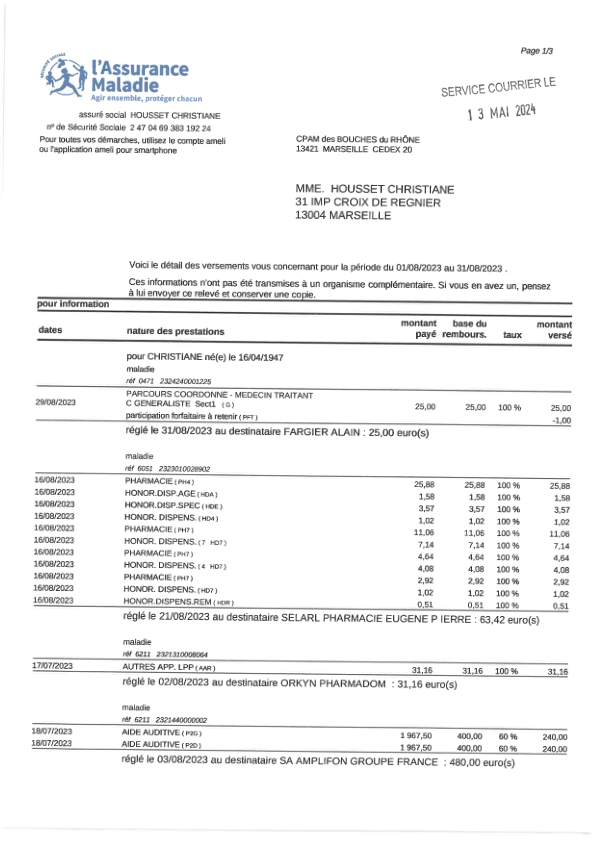 Page 1/3
SÉCURITÉ SOCIALE
l'Assurance
Maladie
Agir ensemble, protéger chacun
SERVICE COURRIER LE
1 3 MAI 2024
assuré social HOUSSET CHRISTIANE
nº de Sécurité Sociale 2 47 04 69 383 192 24
Pour toutes vos démarches, utilisez le compte ameli
ou l'application ameli pour smartphone
CPAM des BOUCHES du RHÔNE
13421 MARSEILLE CEDEX 20
MME. HOUSSET CHRISTIANE
31 IMP CROIX DE REGNIER
13004 MARSEILLE
Voici le détail des versements vous concernant pour la période du 01/08/2023 au 31/08/2023 .
Ces informations n'ont pas été transmises à un organisme complémentaire. Si vous en avez un, pensez
à lui envoyer ce relevé et conserver une copie.
pour information
dates nature des prestations montant payé base du rembours. taux montant versé
pour CHRISTIANE né(e) le 16/04/1947
maladie
réf 0471 2324240001225
PARCOURS COORDONNE - MEDECIN TRAITANT
29/08/2023 C GENERALISTE Sect1 ( G ) 25,00 25,00 100 % 25,00
participation forfaitaire à retenir ( PFT ) -1,00
réglé le 31/08/2023 au destinataire FARGIER ALAIN : 25,00 euro(s)
maladie
réf 6051 2323010028902
16/08/2023 PHARMACIE ( PH4 ) 25,88 25,88 100 % 25,88
16/08/2023 HONOR.DISP.AGE ( HDA ) 1,58 1,58 100 % 1,58
16/08/2023 HONOR.DISP.SPEC ( HDE ) 3,57 3,57 100 % 3,57
16/08/2023 HONOR. DISPENS. ( HD4 ) 1,02 1,02 100 % 1,02
16/08/2023 PHARMACIE ( PH7 ) 11,06 11,06 100 % 11,06
16/08/2023 HONOR. DISPENS. ( 7 HD7 ) 7,14 7,14 100 % 7,14
16/08/2023 PHARMACIE ( PH7 ) 4,64 4,64 100 % 4,64
16/08/2023 HONOR. DISPENS. ( 4 HD7 ) 4,08 4,08 100 % 4,08
16/08/2023 PHARMACIE ( PH7 ) 2,92 2,92 100 % 2,92
16/08/2023 HONOR. DISPENS. ( HD7 ) 1,02 1,02 100 % 1,02
16/08/2023 HONOR.DISPENS.REM ( HDR ) 0,51 0,51 100 % 0,51
réglé le 21/08/2023 au destinataire SELARL PHARMACIE EUGENE P IERRE : 63,42 euro(s)
maladie
réf 6211 2321310008064
17/07/2023 AUTRES APP. LPP ( AAR ) 31,16 31,16 100 % 31,16
réglé le 02/08/2023 au destinataire ORKYN PHARMADOM : 31,16 euro(s)
maladie
réf 6211 2321440000002
18/07/2023 AIDE AUDITIVE ( P2G ) 1 967,50 400,00 60 % 240,00
18/07/2023 AIDE AUDITIVE ( P2D ) 1 967,50 400,00 60 % 240,00
réglé le 03/08/2023 au destinataire SA AMPLIFON GROUPE FRANCE : 480,00 euro(s)